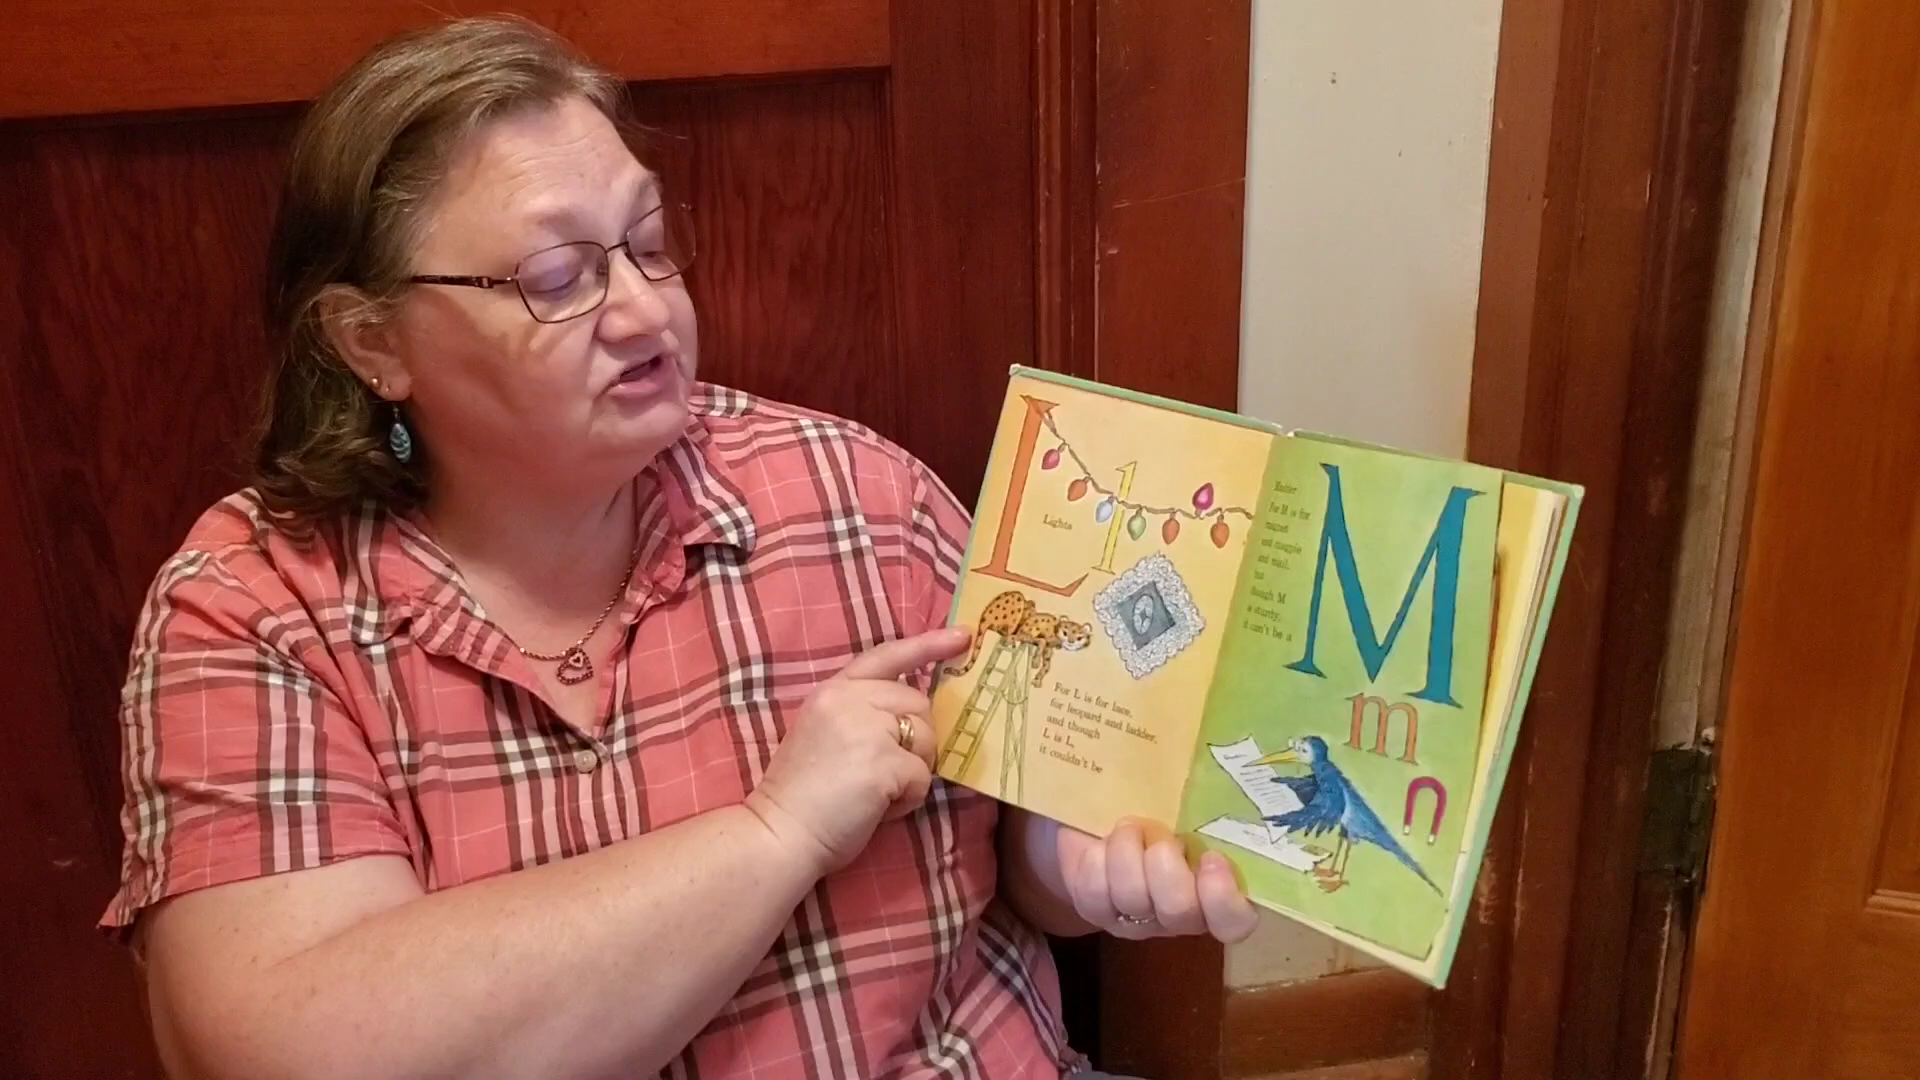 L l
Lights
For L is for lace,
for leopard and ladder,
and though
L is L,
it couldn't be
M
m
for M is for
magnet
and magpie
and mail,
but
though M
is sturdy,
it can't be a